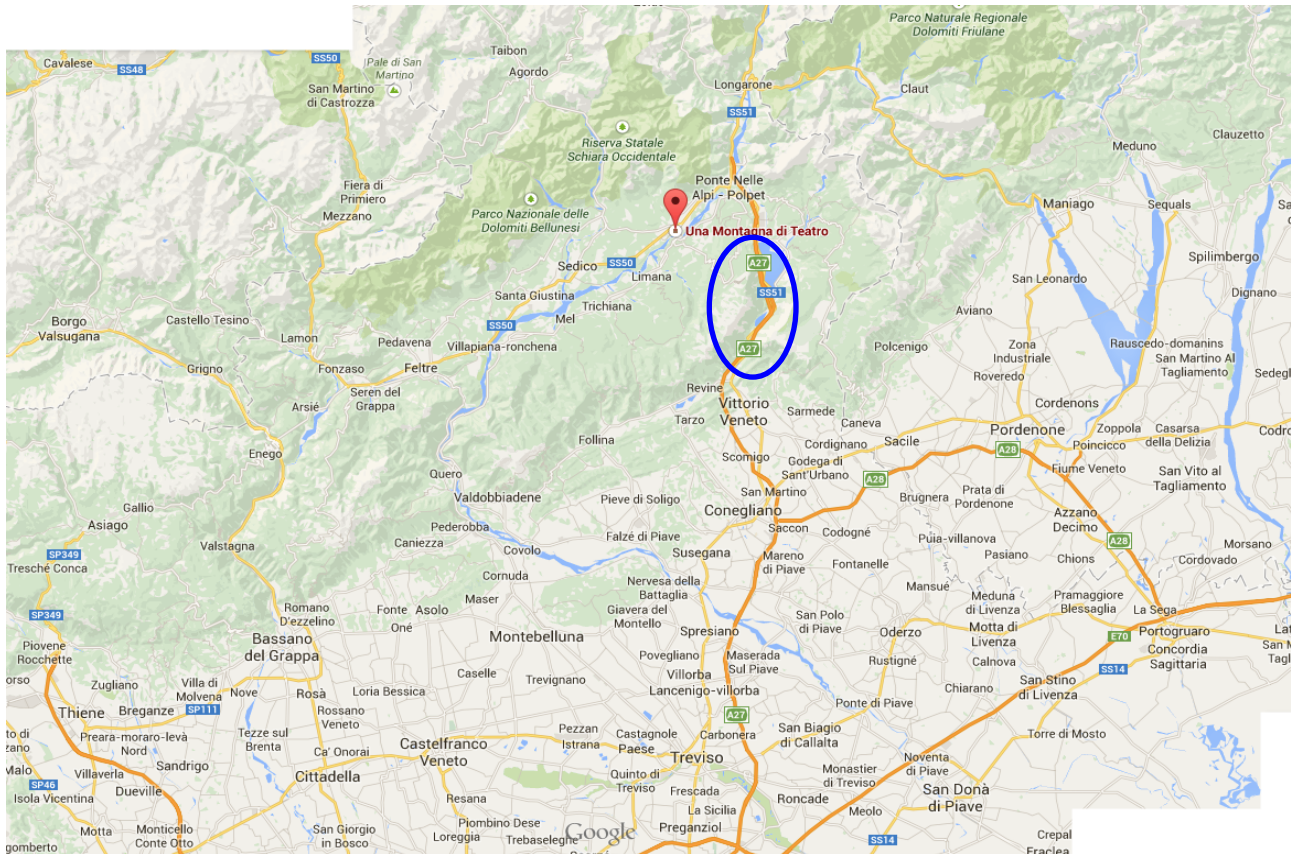 Parco Naturale Regionale
Dolomiti Friulane
Taibon
SS50
Cavalese
SS48
Pale di San
Martino
Agordo
San Martino
di Castrozza
Longarone
Claut
SS51
Riserva Statale
Schiara Occidentale
Clauzetto
Meduno
Fiera di
Primiero
Mezzano
Ponte Nelle
Alpi - Polpet
Parco Nazionale delle
Dolomiti Bellunesi
Maniago
Sequals
Una Montagna di Teatro
Sedico
SS50
Limana
A27
Spilimbergo
San Leonardo
Santa Giustina
Trichiana
SS51
Dignano
Mel
Aviano
Borgo
Valsugana
Castello Tesino
SS50
Lamon
Pedavena
Villapiana-ronchena
A27
Polcenigo
Zona
Industriale
Rauscedo-domanins
San Martino Al
Tagliamento
Grigno
Fonzaso
Feltre
Roveredo
Sedegl
Revine
Seren del
Grappa
Arsié
Vittorio
Veneto
Sarmede
Cordenons
Tarzo
Caneva
Zoppola
Casarsa
della Delizia
Pordenone
Codro
Follina
Cordignano
Sacile
Poincicco
Enego
Scomigo
Godega di
Sant'Urbano
A28
Fiume Veneto
Quero
San Vito al
Tagliamento
A28
Valdobbiadene
Pieve di Soligo
San Martino
Prata di
Pordenone
Brugnera
Gallio
Conegliano
Azzano
Decimo
Asiago
Pederobba
Saccon
Codogné
Falzé di Piave
Caniezza
Puia-villanova
A28
Morsano
Valstagna
Covolo
Susegana
Mareno
di Piave
Fontanelle
Pasiano
Chions
Cordovado
SP349
Tresché Conca
Cornuda
Nervesa della
Battaglia
Mansué
Maser
Meduna
di Livenza
Pramaggiore
Blessaglia
La Sega
SP349
Romano
D'ezzelino
Fonte
Oné
Asolo
Giavera del
Montello
San Polo
di Piave
Motta di
Livenza
Portogruaro
Bassano
del Grappa
Montebelluna
Spresiano
Oderzo
E70
Piovene
Rocchette
Povegliano
Maserada
Sul Piave
Rustigné
Calnova
Concordia
Sagittaria
SS14
Caselle
Villorba
Zugliano
Villa di
Molvena
Nove
Rosà
Loria Bessica
Trevignano
Lancenigo-villorba
Chiarano
San Stino
di Livenza
Thiene
Breganze
SP111
Rossano
Veneto
A27
Ponte di Piave
Tezze sul
Brenta
Pezzan
Istrana
Castagnole
San Biagio
di Callalta
Torre di Mosto
Preara-moraro-levà
Nord
Carbonera
Castelfranco
Veneto
Paese
Ca' Onorai
Treviso
Noventa
di Piave
Sandrigo
Malo
Villaverla
Cittadella
Quinto di
Treviso
Monastier
di Treviso
San Donà
di Piave
SP46
Dueville
Frescada
Isola Vicentina
Resana
Roncade
La Sicilia
Meolo
Motta
Monticello
Conte Otto
San Giorgio
in Bosco
Piombino Dese
Loreggia
Trebaseleghe
Google
Preganziol
SS14
Crepal
Eraclea